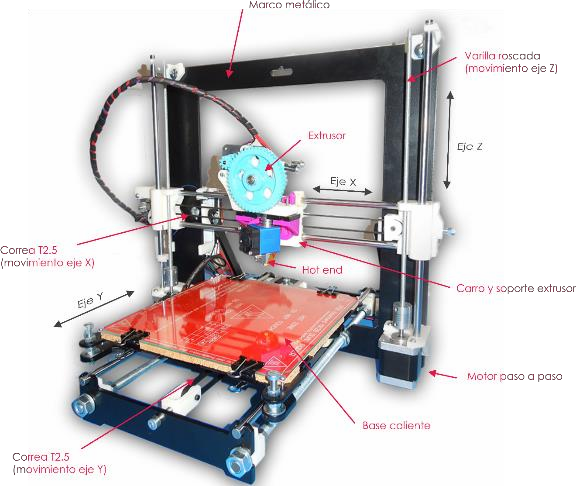 Marco metálico
Varilla roscada
(movimiento eje Z)
Extrusor
Eje Z
Eje X
Correa T2.5
(movimiento eje X)
Hot end
Carro y soporte extrusor
Eje Y
Motor paso a paso
Base caliente
Correa T2.5
(movimiento eje Y)